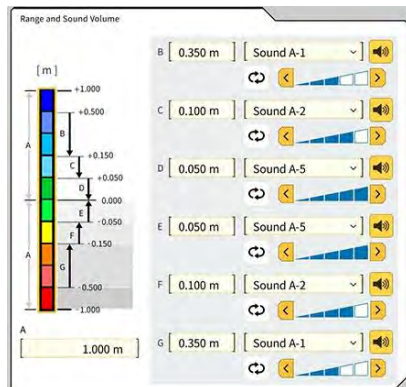 Range and Sound Volume
B [ 0.350 m ] [ Sound A-1 ]
C [ 0.100 m ] [ Sound A-2 ]
D [ 0.050 m ] [ Sound A-5 ]
E [ 0.050 m ] [ Sound A-5 ]
F [ 0.100 m ] [ Sound A-2 ]
G [ 0.350 m ] [ Sound A-1 ]
[ m ]
+1.000
+0.500
+0.150
+0.050
0.000
-0.050
-0.150
-0.500
-1.000
A
A
B
C
D
E
F
G
A
[ 1.000 m ]